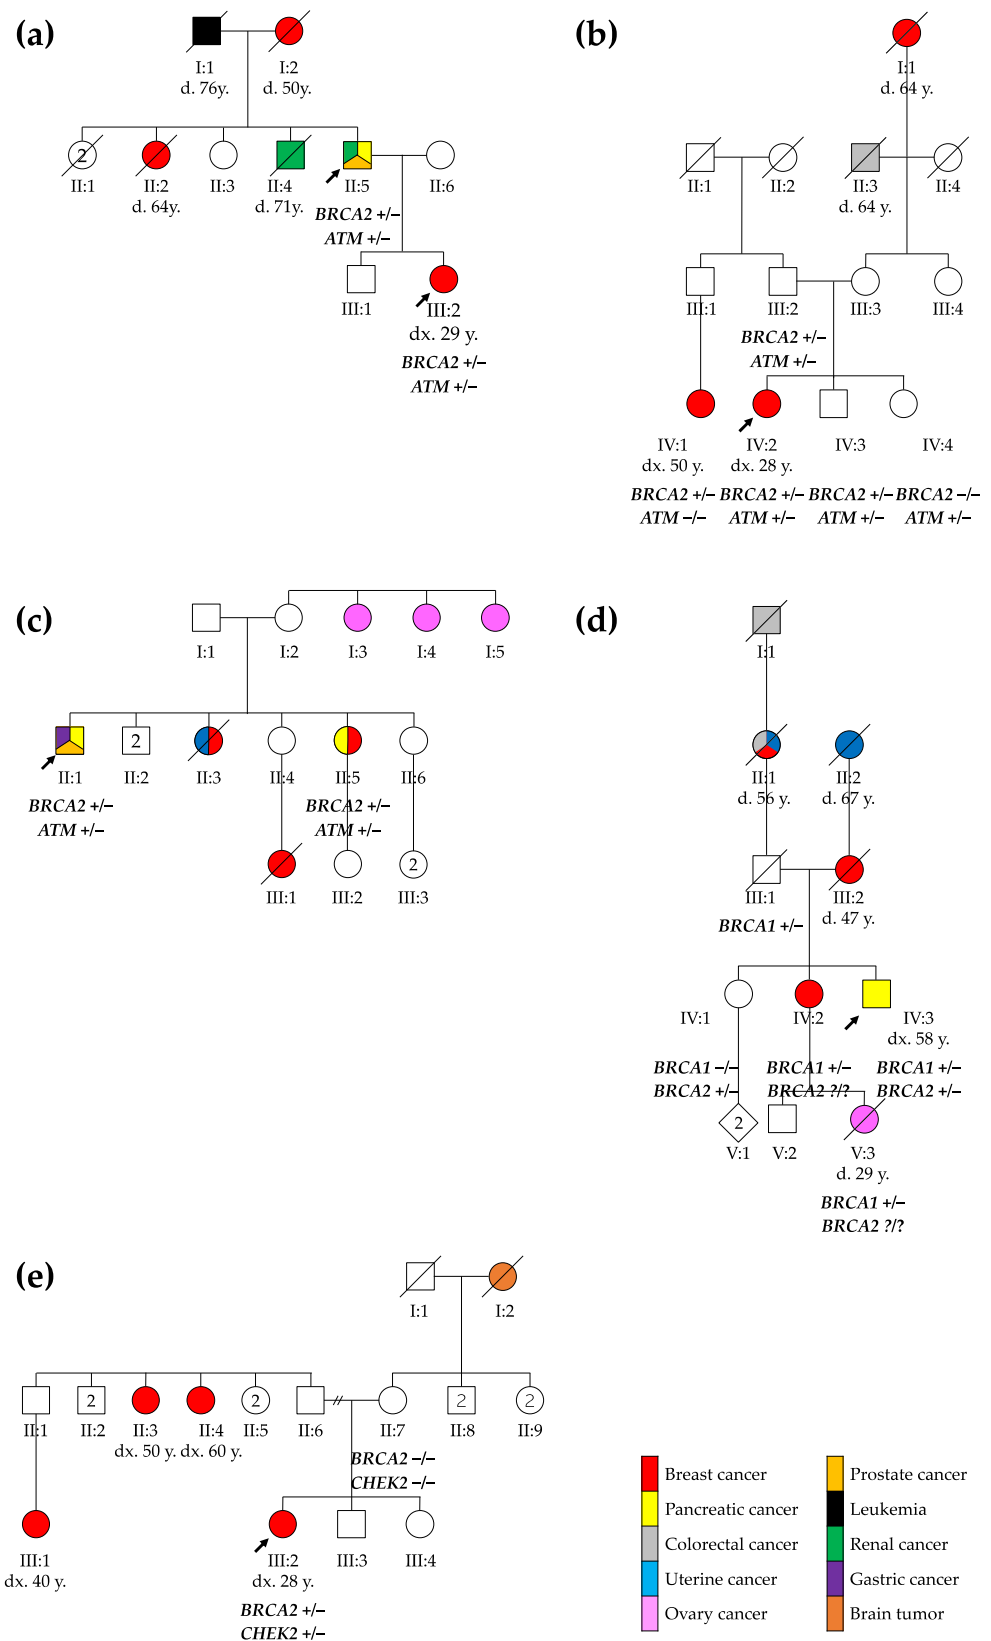 (a)
I:1
d. 76y.
I:2
d. 50y.
2
II:1
II:2
d. 64y.
II:3
II:4
d. 71y.
II:5
II:6
BRCA2 +/–
ATM +/–
III:1
III:2
dx. 29 y.
BRCA2 +/–
ATM +/–
(b)
I:1
d. 64 y.
II:1
II:2
II:3
d. 64 y.
II:4
III:1
III:2
III:3
III:4
BRCA2 +/–
ATM +/–
IV:1
dx. 50 y.
IV:2
dx. 28 y.
IV:3
IV:4
BRCA2 +/– BRCA2 +/– BRCA2 +/– BRCA2 –/–
ATM –/– ATM +/– ATM +/– ATM +/–
(c)
I:1
I:2
I:3
I:4
I:5
2
II:1
II:2
II:3
II:4
II:5
II:6
BRCA2 +/–
ATM +/–
BRCA2 +/–
ATM +/–
2
III:1
III:2
III:3
(d)
I:1
II:1
d. 56 y.
II:2
d. 67 y.
III:1
III:2
d. 47 y.
BRCA1 +/–
IV:1
IV:2
IV:3
dx. 58 y.
BRCA1 –/–
BRCA2 +/–
BRCA1 +/–
BRCA2 ?/?
BRCA1 +/–
BRCA2 +/–
2
V:1
V:2
V:3
d. 29 y.
BRCA1 +/–
BRCA2 ?/?
(e)
I:1
I:2
2
2
2
2
II:1
II:2
II:3
dx. 50 y.
II:4
dx. 60 y.
II:5
II:6
II:7
II:8
II:9
BRCA2 –/–
CHEK2 –/–
III:1
dx. 40 y.
III:2
dx. 28 y.
III:3
III:4
BRCA2 +/–
CHEK2 +/–
Breast cancer
Pancreatic cancer
Colorectal cancer
Uterine cancer
Ovary cancer
Prostate cancer
Leukemia
Renal cancer
Gastric cancer
Brain tumor